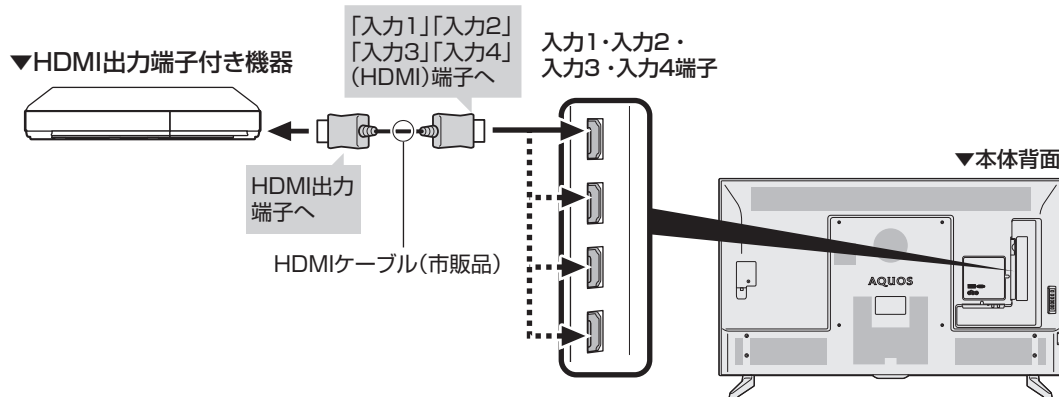 「入力1」「入力2」
「入力3」「入力4」
(HDMI)端子へ
入力1・入力2・
入力3・入力4端子
▼HDMI出力端子付き機器
HDMI出力
端子へ
HDMIケーブル(市販品)
▼本体背面
AQUOS